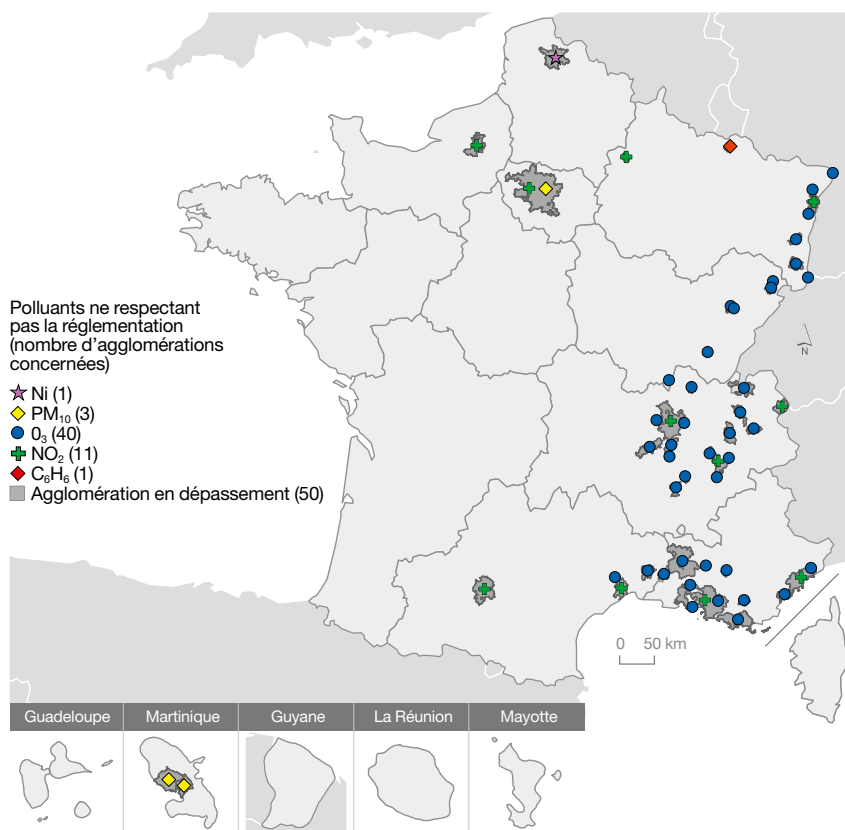 Polluants ne respectant
pas la réglementation
(nombre d'agglomérations
concernées)
Ni (1)
PM₁₀ (3)
0₃ (40)
NO₂ (11)
C₆H₆ (1)
Agglomération en dépassement (50)
N
0 50 km
Guadeloupe Martinique Guyane La Réunion Mayotte